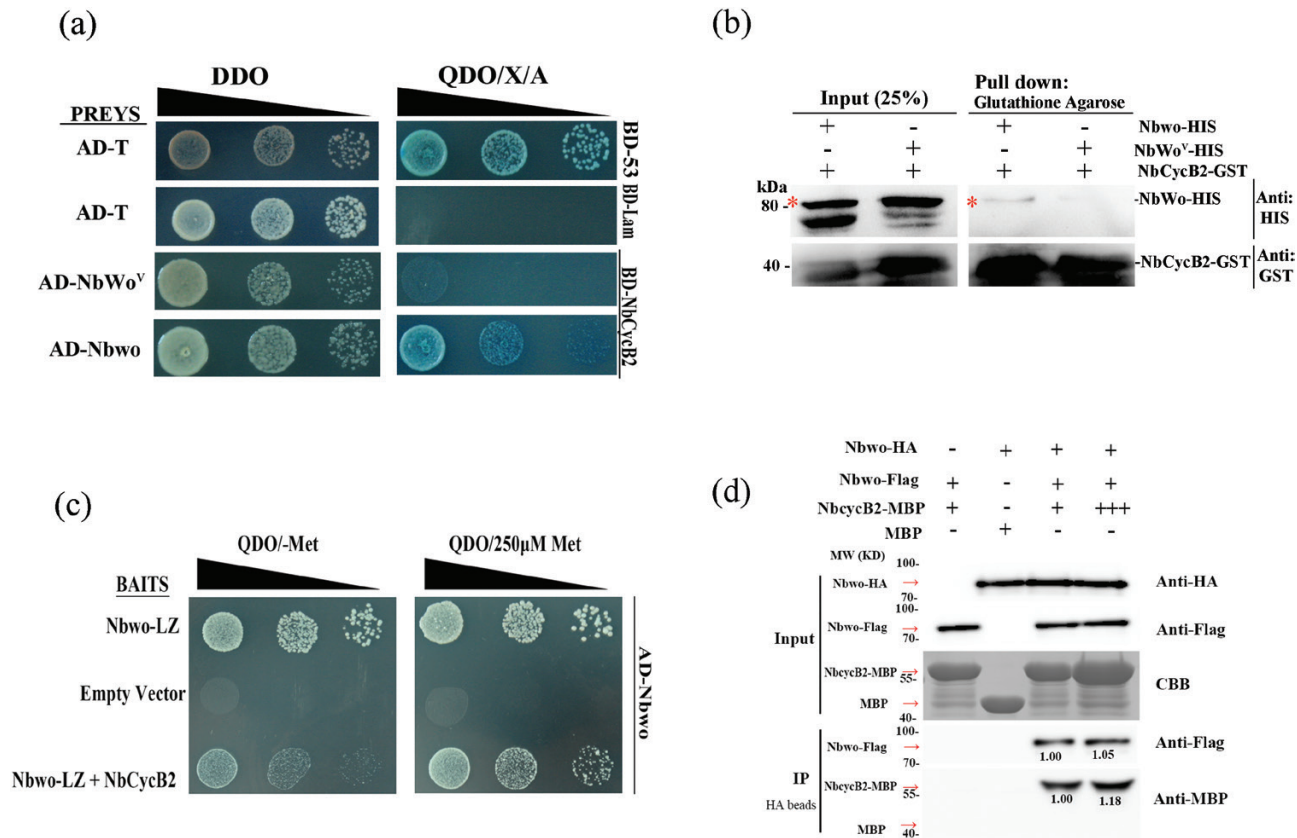 (a)
DDO QDO/X/A
PREYS
AD-T
BD-53
AD-T
BD-Lam
AD-NbWoV
AD-Nbwo
BD-NbCycB2
(b)
Input (25%)
Pull down:
Glutathione Agarose
+ - + - Nbwo-HIS
- + - + NbWoV-HIS
+ + + + NbCycB2-GST
kDa
* 80 - * -NbWo-HIS
Anti:
HIS
40 - -NbCycB2-GST
Anti:
GST
(c)
QDO/-Met QDO/250μM Met
BAITS
Nbwo-LZ
Empty Vector
Nbwo-LZ + NbCycB2
AD-Nbwo
(d)
Nbwo-HA - + + +
Nbwo-Flag + - + +
NbcycB2-MBP + - + +++
MBP - + - -
MW (KD)
100-
Nbwo-HA → Anti-HA
70-
100
Nbwo-Flag → Anti-Flag
70-
Input
NbcycB2-MBP →
55-
CBB
MBP →
40-
100-
Nbwo-Flag → Anti-Flag
1.00 1.05
70-
IP
HA beads
NbcycB2-MBP →
55-
1.00 1.18
Anti-MBP
MBP →
40-